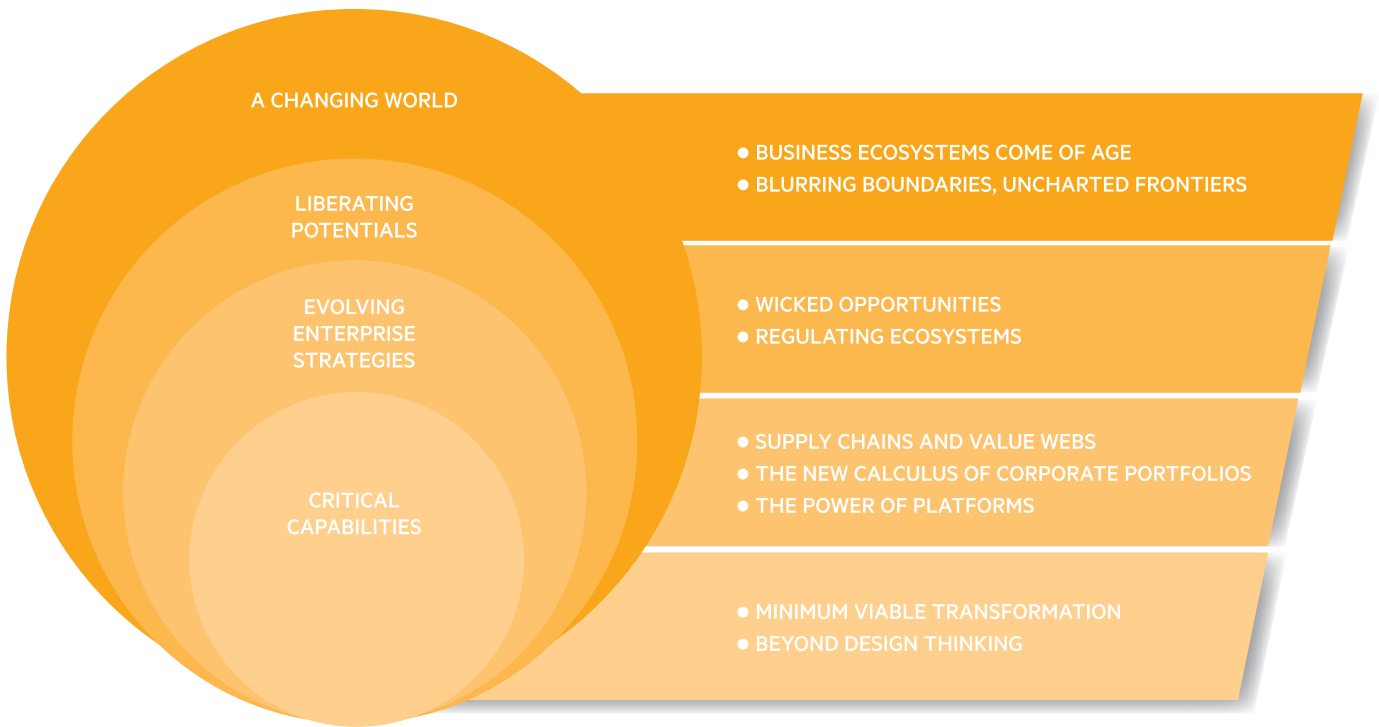 A CHANGING WORLD
LIBERATING
POTENTIALS
EVOLVING
ENTERPRISE
STRATEGIES
CRITICAL
CAPABILITIES
● BUSINESS ECOSYSTEMS COME OF AGE
● BLURRING BOUNDARIES, UNCHARTED FRONTIERS
● WICKED OPPORTUNITIES
● REGULATING ECOSYSTEMS
● SUPPLY CHAINS AND VALUE WEBS
● THE NEW CALCULUS OF CORPORATE PORTFOLIOS
● THE POWER OF PLATFORMS
● MINIMUM VIABLE TRANSFORMATION
● BEYOND DESIGN THINKING